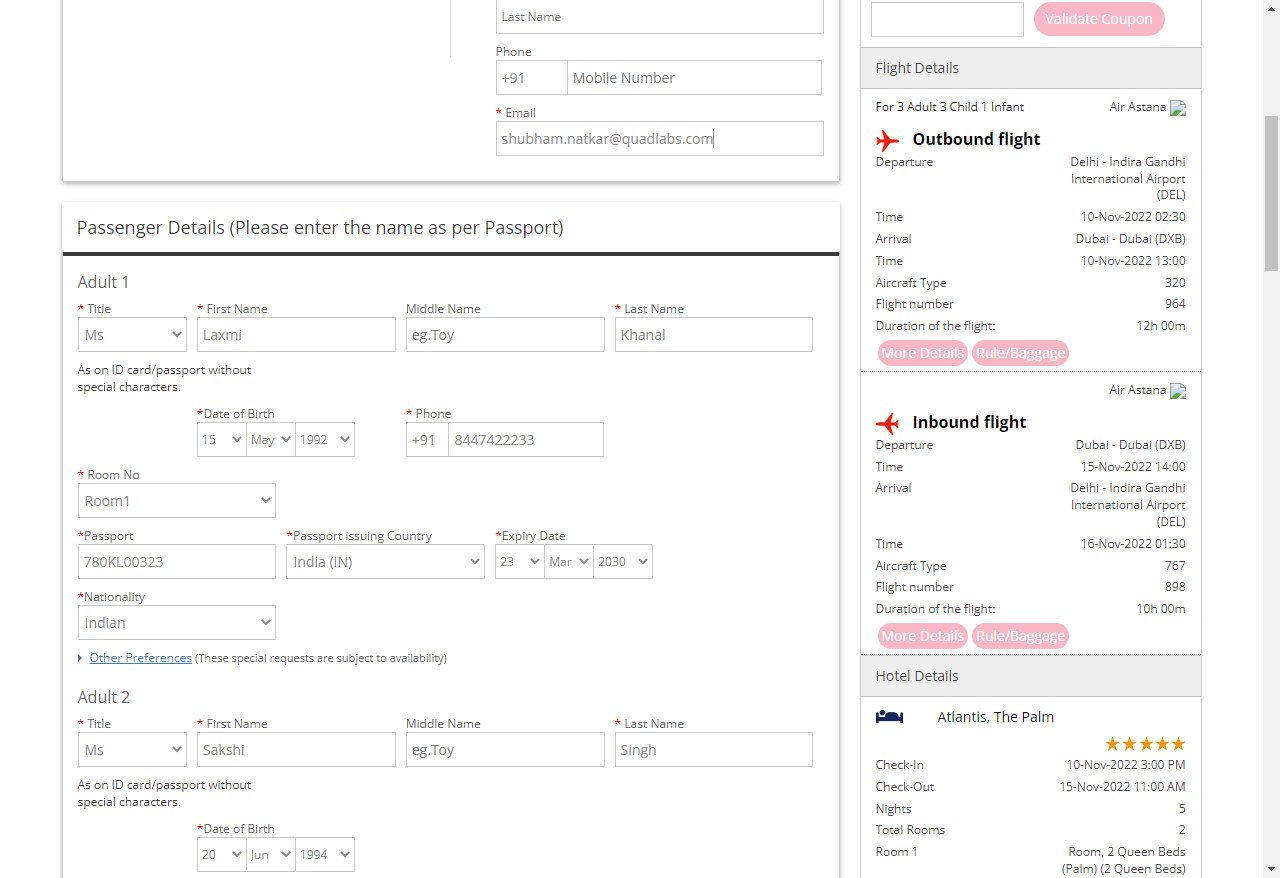 Last Name
Phone
+91 Mobile Number
* Email
shubham.natkar@quadlabs.com
Passenger Details (Please enter the name as per Passport)
Adult 1
* Title * First Name Middle Name * Last Name
Ms Laxmi eg.Toy Khanal
As on ID card/passport without
special characters.
*Date of Birth * Phone
15 May 1992 +91 8447422233
* Room No
Room1
*Passport *Passport issuing Country *Expiry Date
780KL00323 India (IN) 23 Mar 2030
*Nationality
Indian
Other Preferences (These special requests are subject to availability)
Adult 2
* Title * First Name Middle Name * Last Name
Ms Sakshi eg.Toy Singh
As on ID card/passport without
special characters.
*Date of Birth
20 Jun 1994
Validate Coupon
Flight Details
For 3 Adult 3 Child 1 Infant Air Astana
Outbound flight
Departure Delhi - Indira Gandhi
International Airport
(DEL)
Time 10-Nov-2022 02:30
Arrival Dubai - Dubai (DXB)
Time 10-Nov-2022 13:00
Aircraft Type 320
Flight number 964
Duration of the flight: 12h 00m
More Details Rule/Baggage
Air Astana
Inbound flight
Departure Dubai - Dubai (DXB)
Time 15-Nov-2022 14:00
Arrival Delhi - Indira Gandhi
International Airport
(DEL)
Time 16-Nov-2022 01:30
Aircraft Type 767
Flight number 898
Duration of the flight: 10h 00m
More Details Rule/Baggage
Hotel Details
Atlantis, The Palm
Check-In 10-Nov-2022 3:00 PM
Check-Out 15-Nov-2022 11:00 AM
Nights 5
Total Rooms 2
Room 1 Room, 2 Queen Beds
(Palm) (2 Queen Beds)